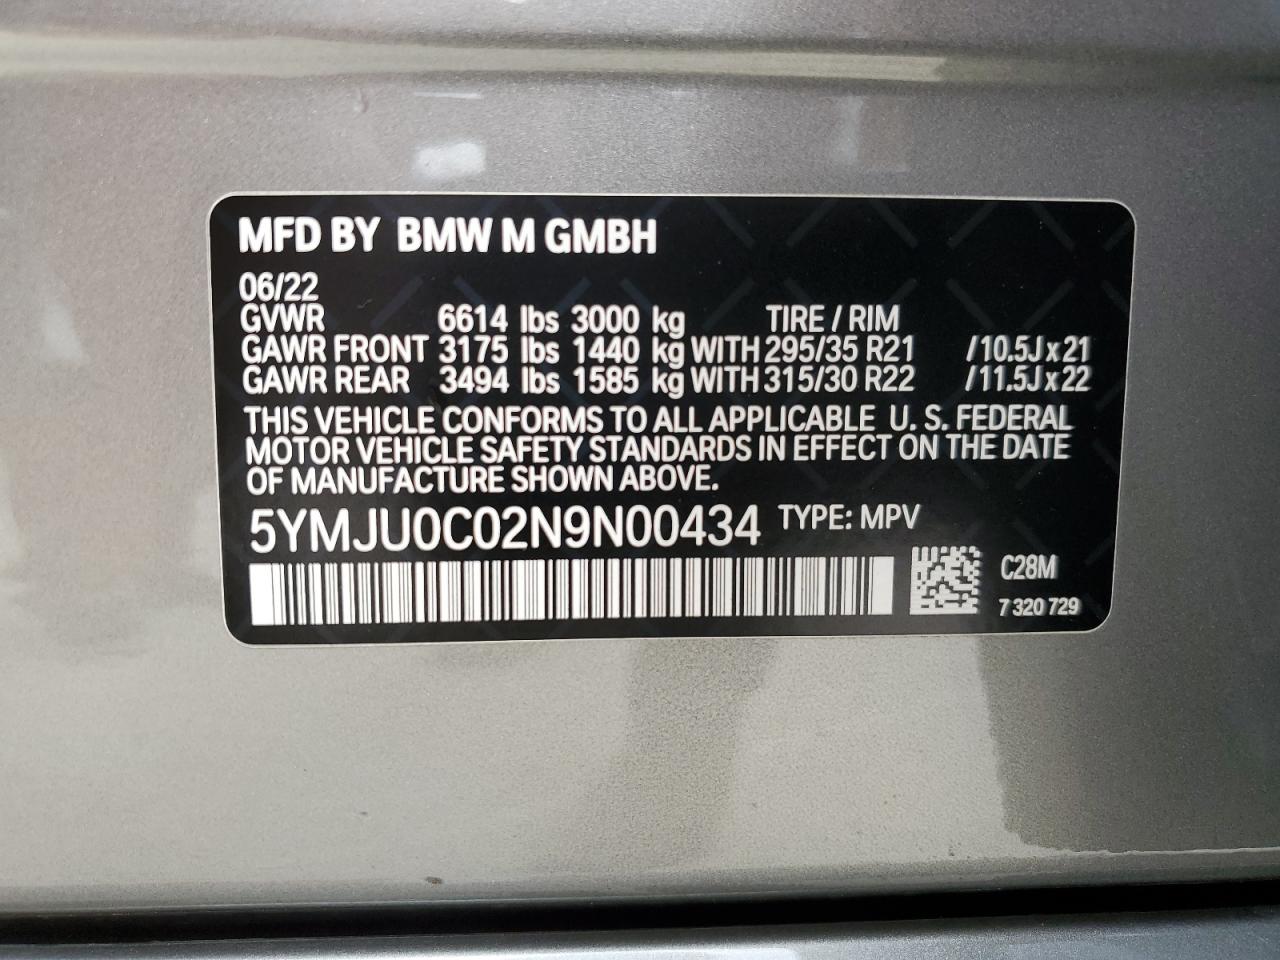 MFD BY BMW M GMBH
06/22
GVWR 6614 lbs 3000 kg TIRE / RIM
GAWR FRONT 3175 lbs 1440 kg WITH 295/35 R21 /10.5J x 21
GAWR REAR 3494 lbs 1585 kg WITH 315/30 R22 /11.5J x 22
THIS VEHICLE CONFORMS TO ALL APPLICABLE U. S. FEDERAL
MOTOR VEHICLE SAFETY STANDARDS IN EFFECT ON THE DATE
OF MANUFACTURE SHOWN ABOVE.
5YMJU0C02N9N00434 TYPE: MPV
C28M
7 320 729